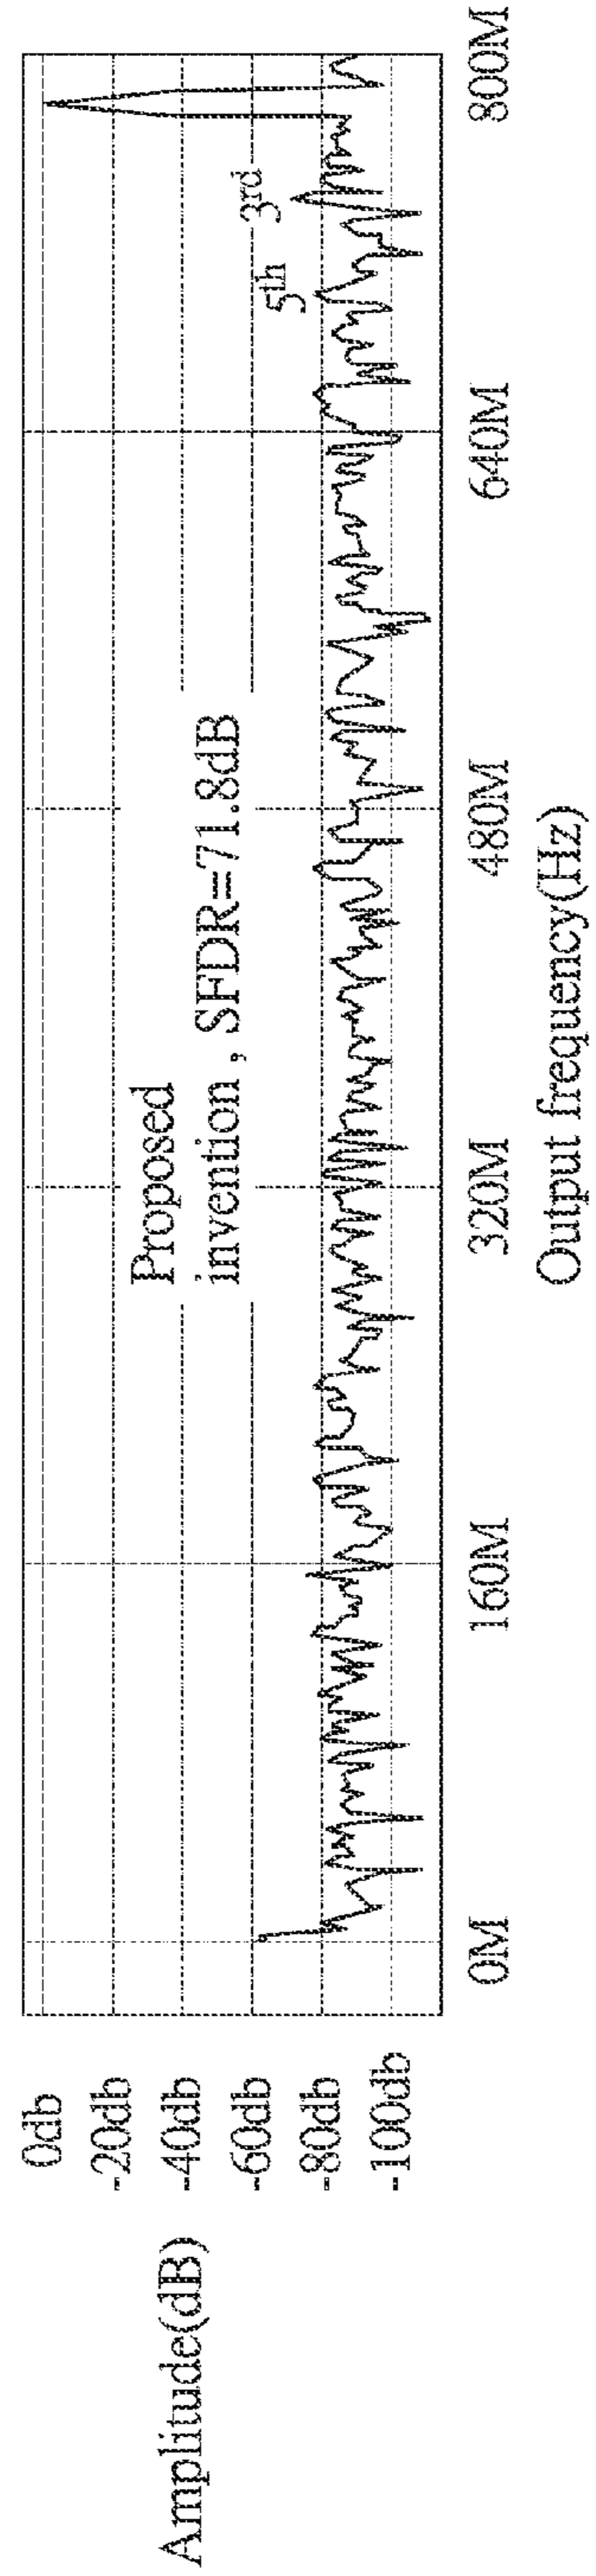 Amplitude(dB)
0db
-20db
-40db
-60db
-80db
-100db
Proposed
invention , SFDR=71.8dB
5th
3rd
0M
160M
320M
480M
640M
800M
Output frequency(Hz)